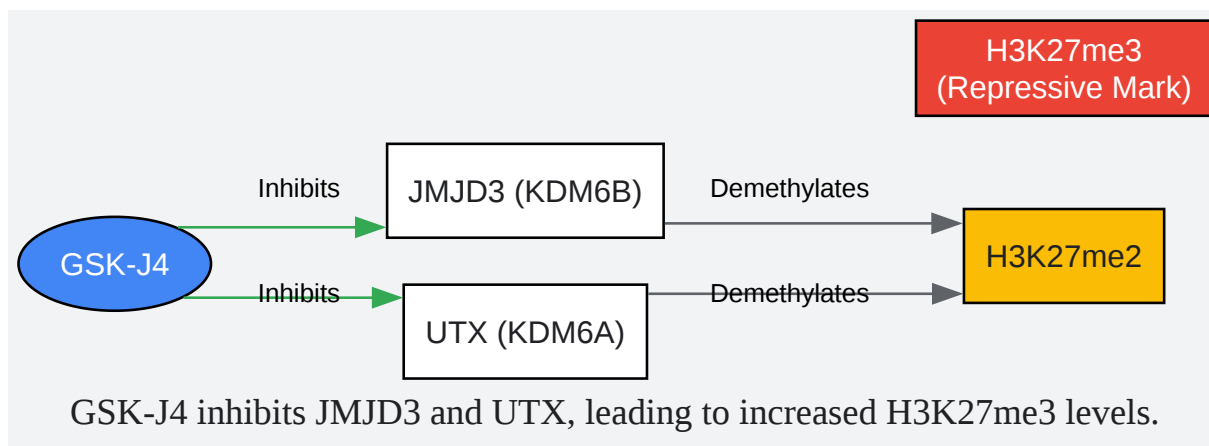 H3K27me3
(Repressive Mark)
Inhibits
JMJD3 (KDM6B)
Demethylates
GSK-J4
H3K27me2
Inhibits
Demethylates
UTX (KDM6A)
GSK-J4 inhibits JMJD3 and UTX, leading to increased H3K27me3 levels.